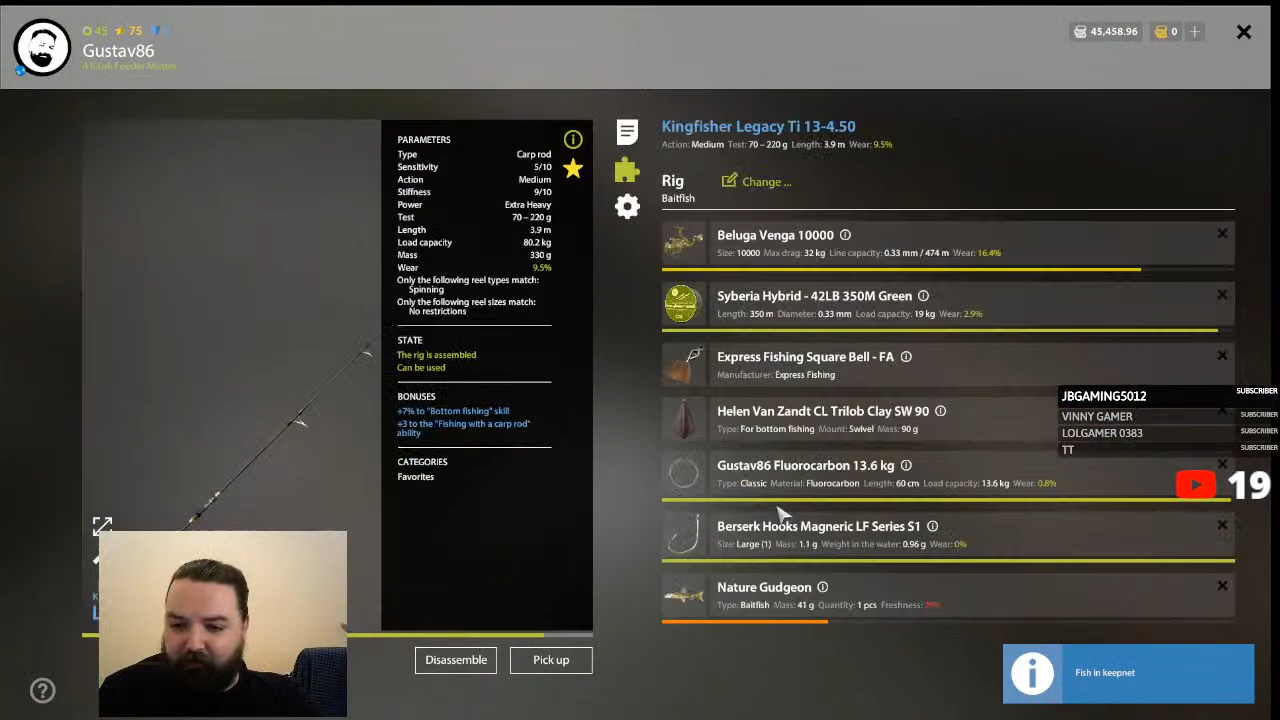 45 75
Gustav86
4 Rank Feeder Master
45,458.96
0 +
PARAMETERS
Type Carp rod
Sensitivity 5/10
Action Medium
Stiffness 9/10
Power Extra Heavy
Test 70 – 220 g
Length 3.9 m
Load capacity 80.2 kg
Mass 330 g
Wear 9.5%
Only the following reel types match:
Spinning
Only the following reel sizes match:
No restrictions
STATE
The rig is assembled
Can be used
BONUSES
+7% to "Bottom fishing" skill
+3 to the "Fishing with a carp rod"
ability
CATEGORIES
Favorites
Disassemble
Pick up
Kingfisher Legacy Ti 13-4.50
Action: Medium Test: 70 – 220 g Length: 3.9 m Wear: 9.5%
Rig
Change ...
Baitfish
Beluga Venga 10000
Size: 10000 Max drag: 32 kg Line capacity: 0.33 mm / 474 m Wear: 16.4%
Syberia Hybrid - 42LB 350M Green
Length: 350 m Diameter: 0.33 mm Load capacity: 19 kg Wear: 2.9%
Express Fishing Square Bell - FA
Manufacturer: Express Fishing
Helen Van Zandt CL Trilob Clay SW 90
Type: For bottom fishing Mount: Swivel Mass: 90 g
Gustav86 Fluorocarbon 13.6 kg
Type: Classic Material: Fluorocarbon Length: 60 cm Load capacity: 13.6 kg Wear: 0.8%
Berserk Hooks Magneric LF Series S1
Size: Large (1) Mass: 1.1 g Weight in the water: 0.96 g Wear: 0%
Nature Gudgeon
Type: Baitfish Mass: 41 g Quantity: 1 pcs Freshness:
JBGAMING5012 SUBSCRIBER
VINNY GAMER SUBSCRIBER
LOLGAMER 0383 SUBSCRIBER
TT SUBSCRIBER
19
Fish in keepnet